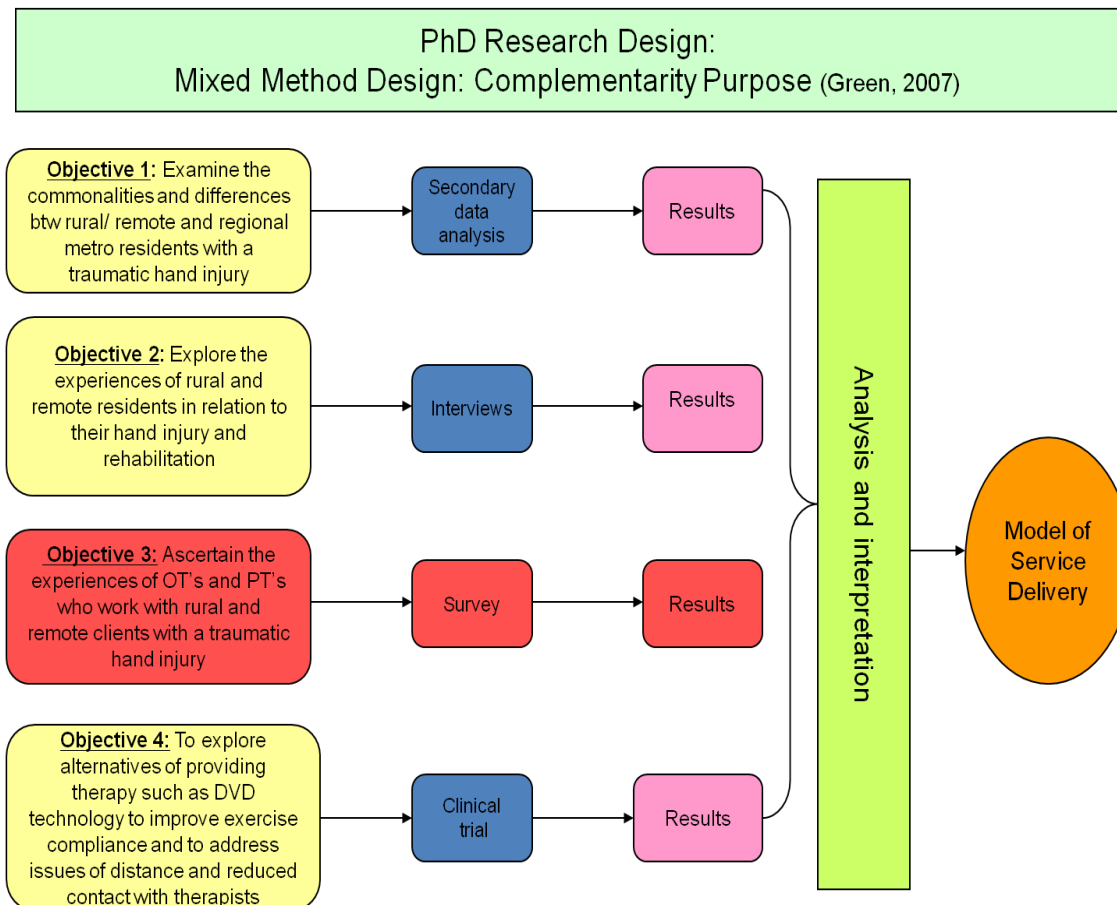 PhD Research Design:
Mixed Method Design: Complementarity Purpose (Green, 2007)
Objective 1: Examine the
commonalities and differences
btw rural/ remote and regional
metro residents with a
traumatic hand injury
Secondary
data
analysis
Results
Objective 2: Explore the
experiences of rural and
remote residents in relation to
their hand injury and
rehabilitation
Interviews
Results
Objective 3: Ascertain the
experiences of OT's and PT's
who work with rural and
remote clients with a traumatic
hand injury
Survey
Results
Objective 4: To explore
alternatives of providing
therapy such as DVD
technology to improve exercise
compliance and to address
issues of distance and reduced
contact with therapists
Clinical
trial
Results
Analysis and interpretation
Model of
Service
Delivery